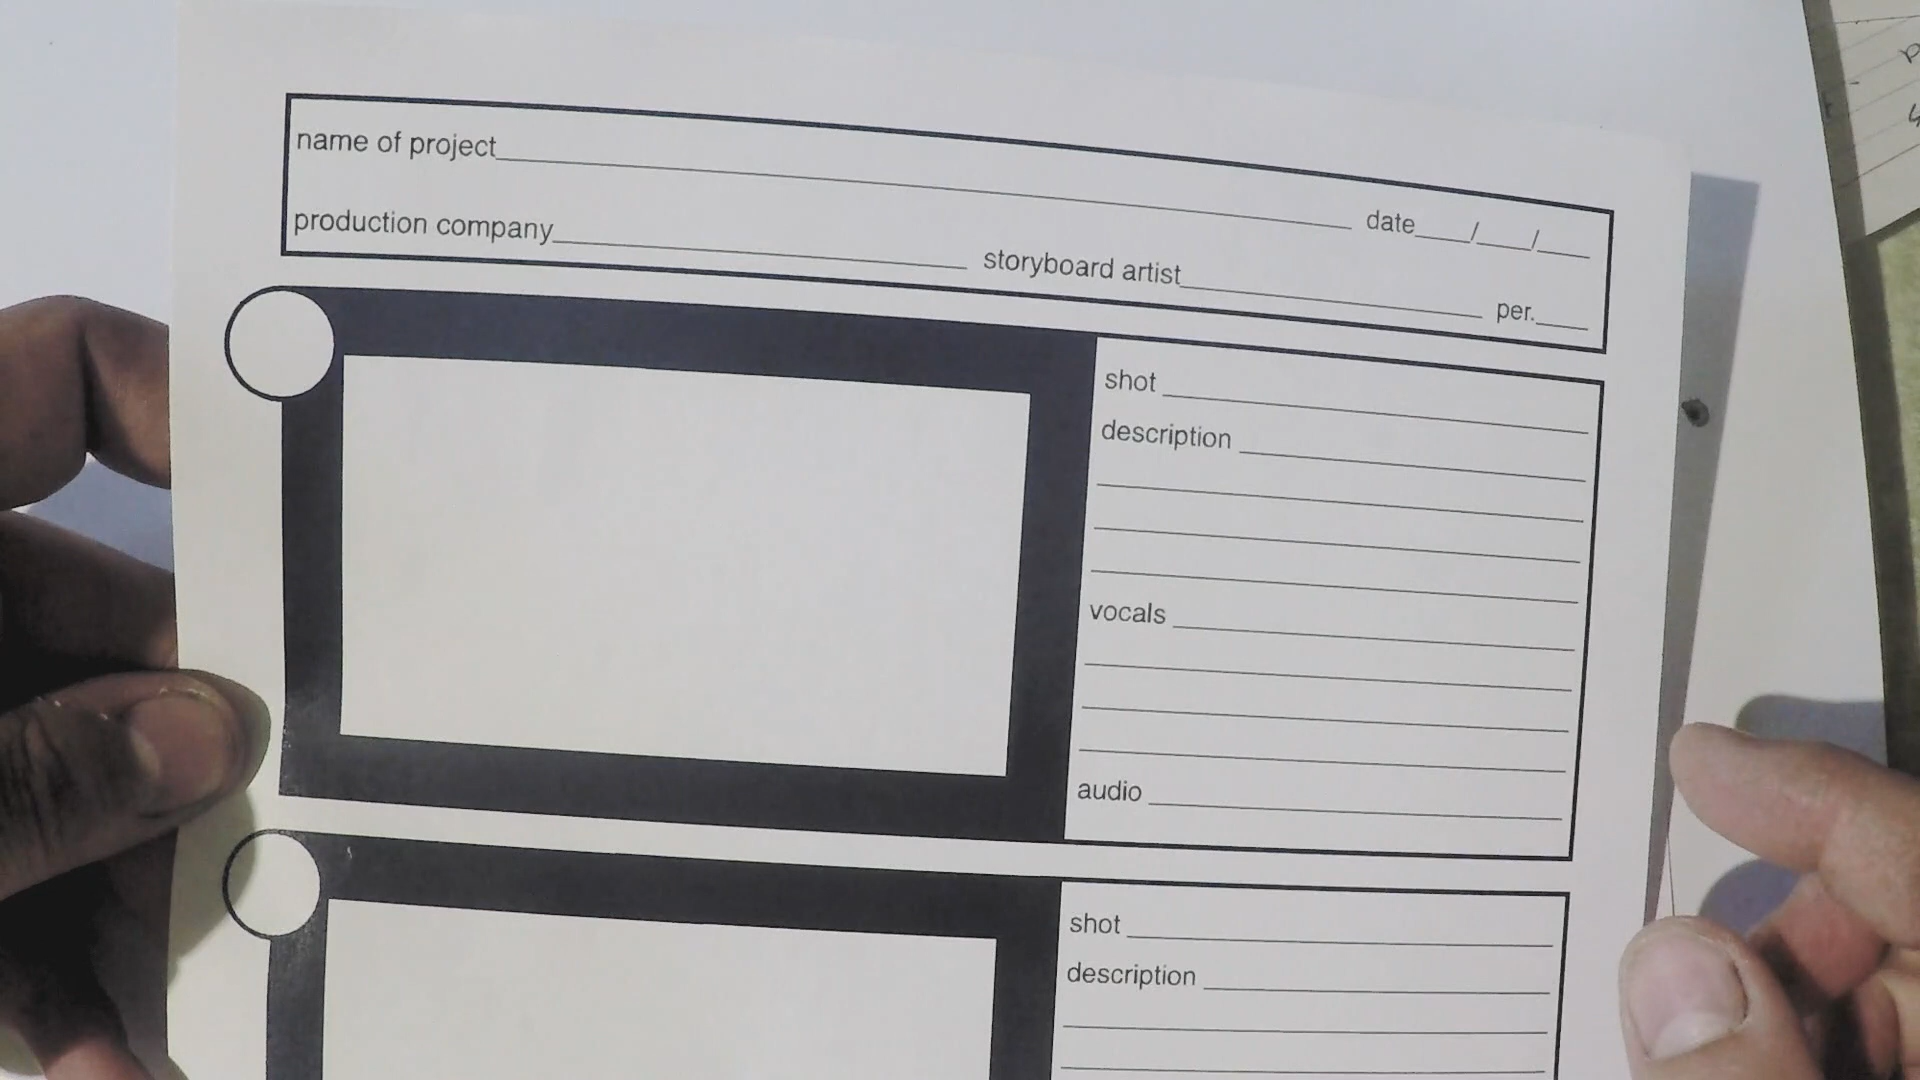 name of project
date / /
production company storyboard artist per.
shot
description
vocals
audio
shot
description